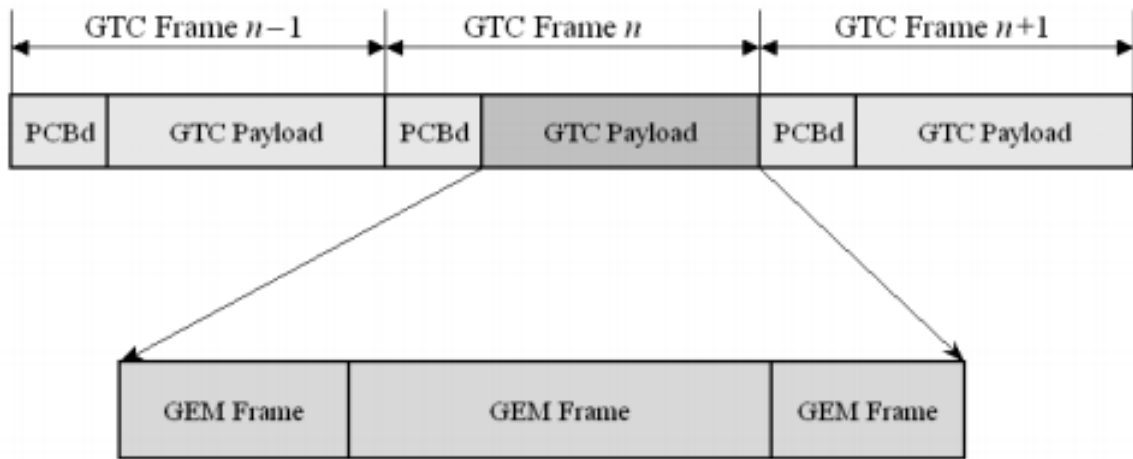 GTC Frame n−1 GTC Frame n GTC Frame n+1
PCBd GTC Payload PCBd GTC Payload PCBd GTC Payload
GEM Frame GEM Frame GEM Frame